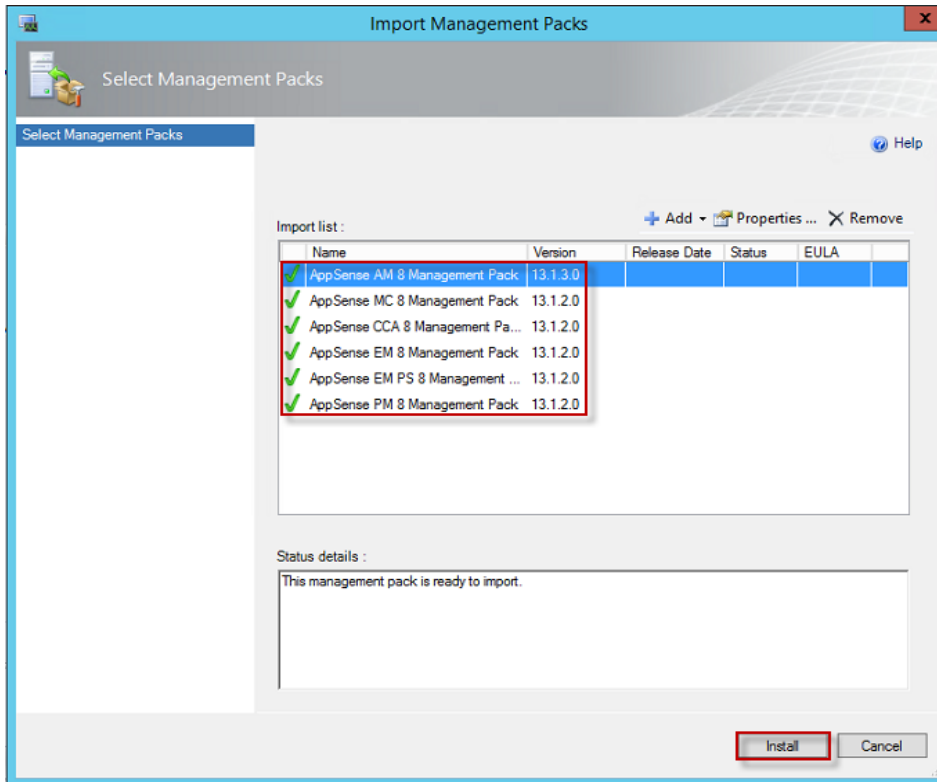 Import Management Packs
x
Select Management Packs
Select Management Packs
Help
Import list :
Add Properties ... Remove
Name Version Release Date Status EULA
AppSense AM 8 Management Pack 13.1.3.0
AppSense MC 8 Management Pack 13.1.2.0
AppSense CCA 8 Management Pa... 13.1.2.0
AppSense EM 8 Management Pack 13.1.2.0
AppSense EM PS 8 Management ... 13.1.2.0
AppSense PM 8 Management Pack 13.1.2.0
Status details :
This management pack is ready to import.
Install Cancel